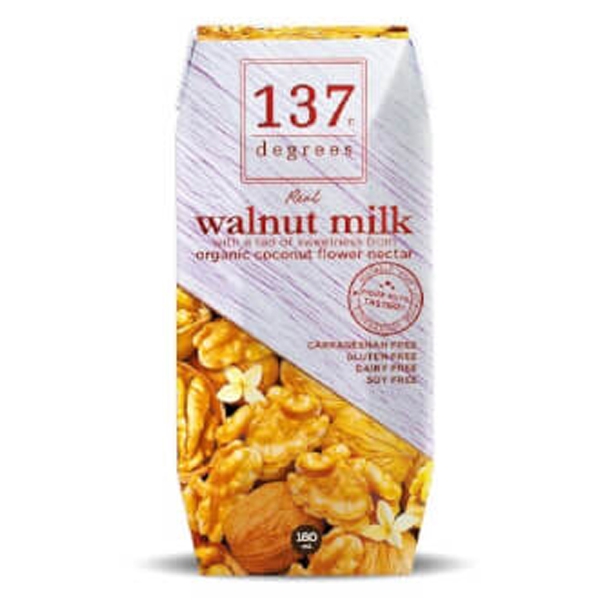 137
degrees
Real
walnut milk
with a tad of sweetness from
organic coconut flower nectar
CARRAGEENAN FREE
GLUTEN FREE
DAIRY FREE
SOY FREE
180
ML